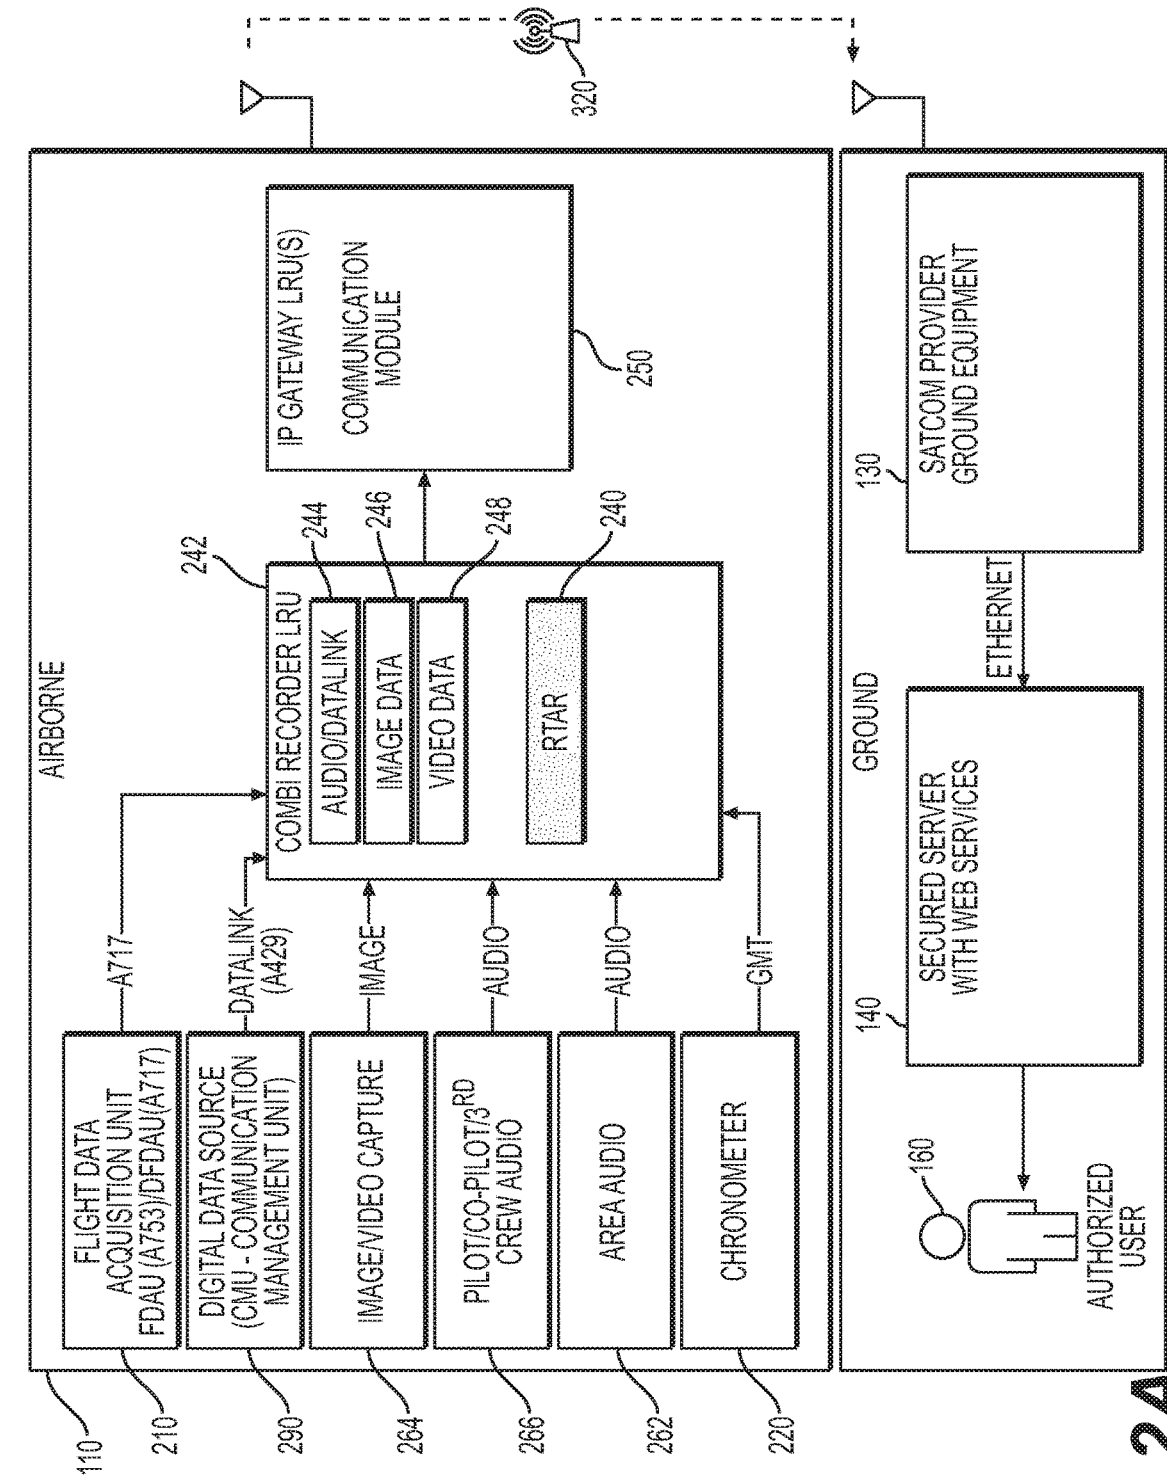 AIRBORNE
110
FLIGHT DATA
ACQUISITION UNIT
FDAU (A753)/DFDAU(A717)
210
DIGITAL DATA SOURCE
(CMU - COMMUNICATION
MANAGEMENT UNIT)
290
IMAGE/VIDEO CAPTURE
264
PILOT/CO-PILOT/3RD
CREW AUDIO
266
AREA AUDIO
262
CHRONOMETER
220
A717
DATALINK
(A429)
IMAGE
AUDIO
AUDIO
GMT
242
COMBI RECORDER LRU
AUDIO/DATALINK
244
IMAGE DATA
246
VIDEO DATA
248
RTAR
240
IP GATEWAY LRU(S)
COMMUNICATION
MODULE
250
320
GROUND
160
AUTHORIZED
USER
140
SECURED SERVER
WITH WEB SERVICES
ETHERNET
130
SATCOM PROVIDER
GROUND EQUIPMENT
2A